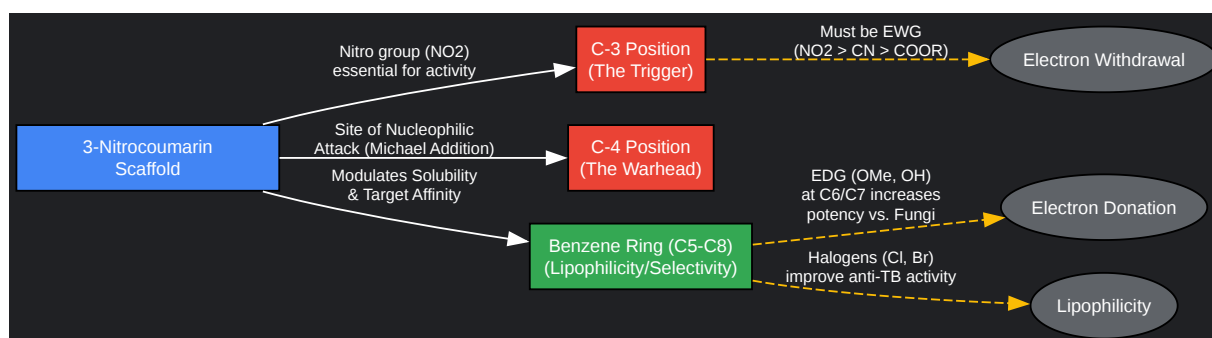 Nitro group (NO2)
essential for activity
C-3 Position
(The Trigger)
Must be EWG
(NO2 > CN > COOR)
Electron Withdrawal
3-Nitrocoumarin
Scaffold
Site of Nucleophilic
Attack (Michael Addition)
C-4 Position
(The Warhead)
Modulates Solubility
& Target Affinity
Benzene Ring (C5-C8)
(Lipophilicity/Selectivity)
EDG (OMe, OH)
at C6/C7 increases
potency vs. Fungi
Electron Donation
Halogens (Cl, Br)
improve anti-TB activity
Lipophilicity